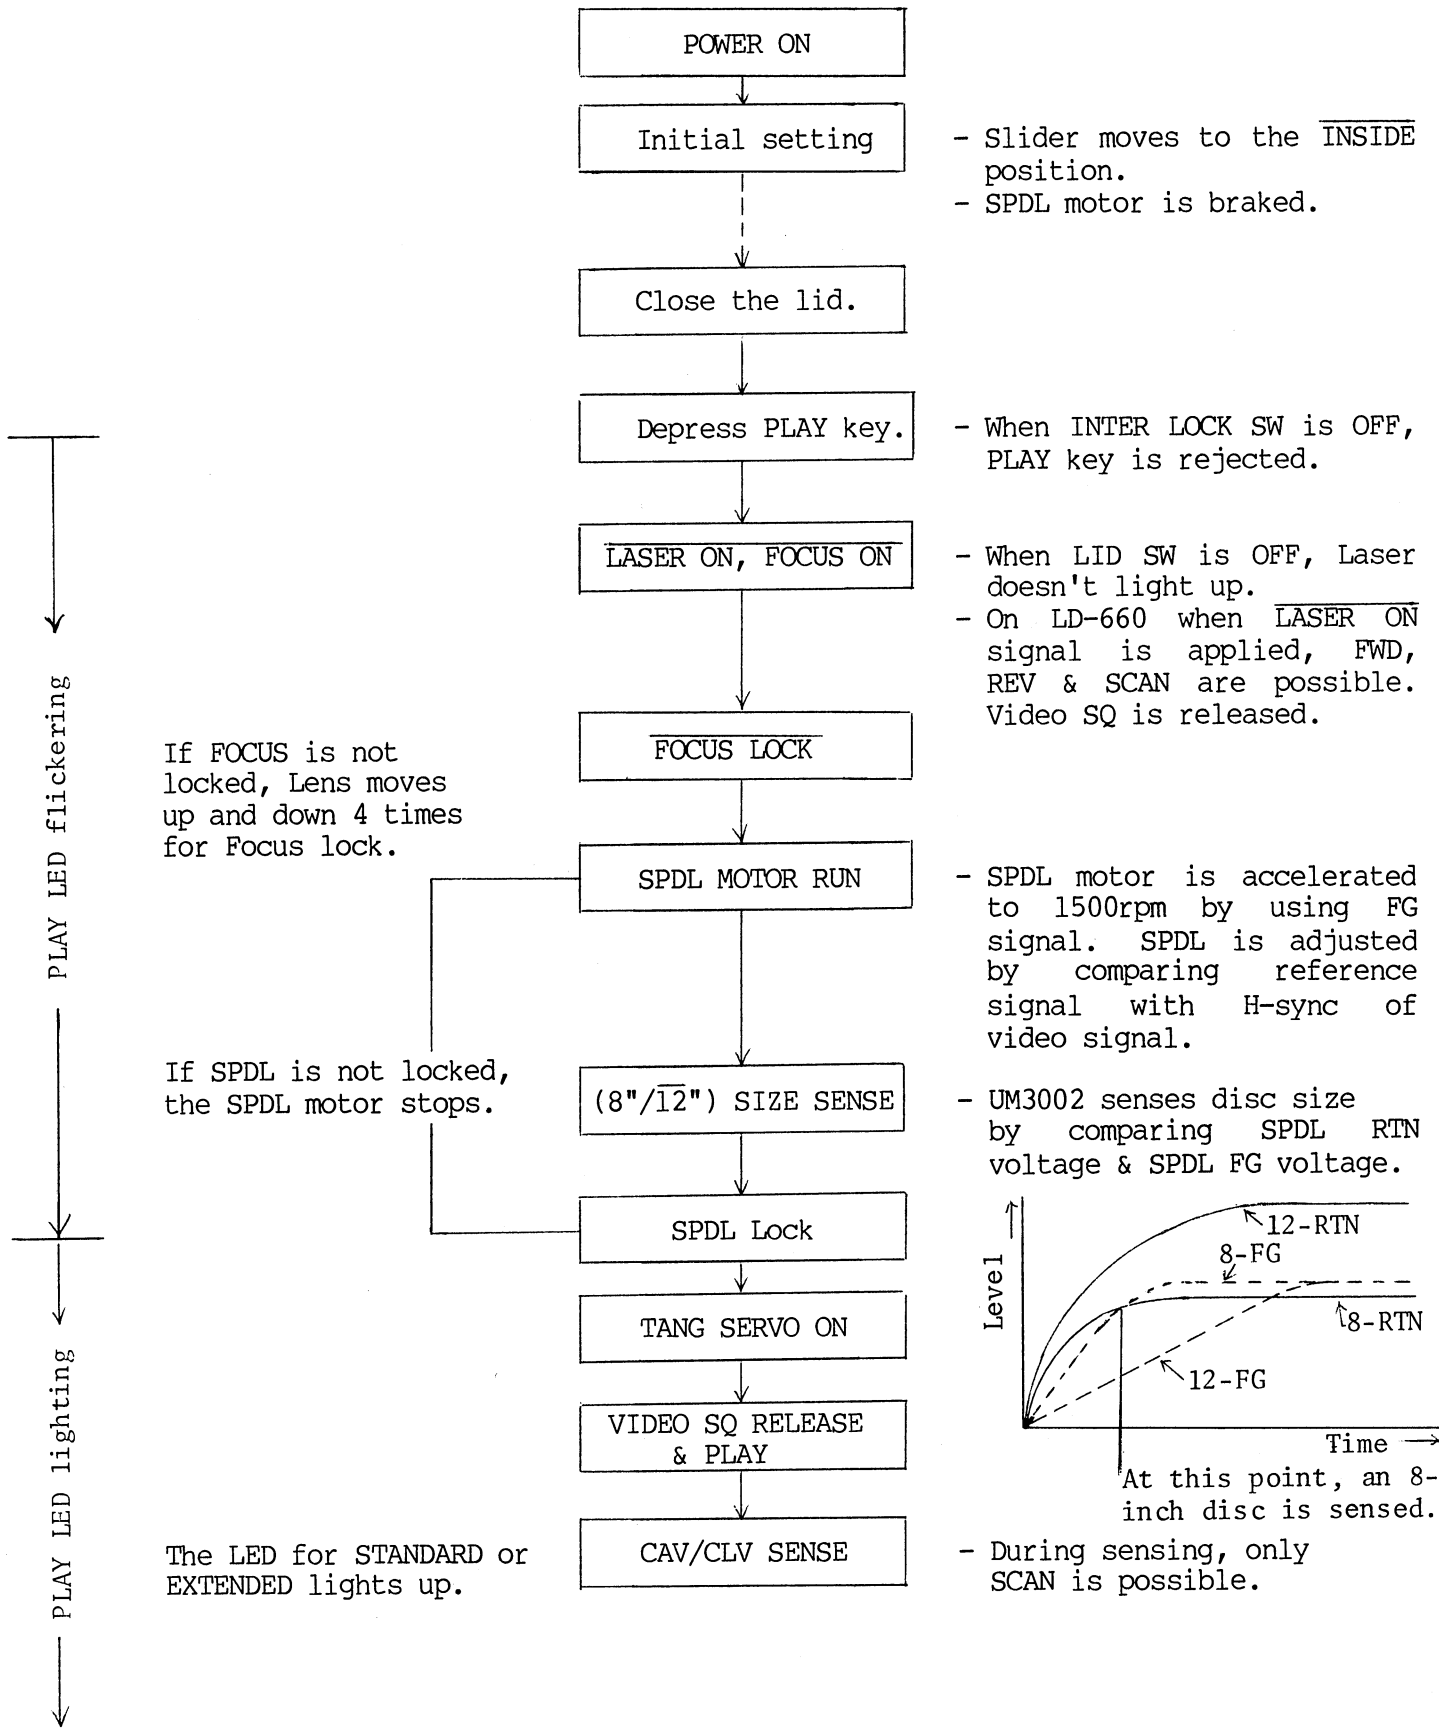 POWER ON
Initial setting
- Slider moves to the INSIDE
position.
- SPDL motor is braked.
Close the lid.
Depress PLAY key.
- When INTER LOCK SW is OFF,
PLAY key is rejected.
LASER ON, FOCUS ON
- When LID SW is OFF, Laser
doesn't light up.
- On LD-660 when LASER ON
signal is applied, FWD,
REV & SCAN are possible.
Video SQ is released.
PLAY LED flickering
FOCUS LOCK
If FOCUS is not
locked, Lens moves
up and down 4 times
for Focus lock.
SPDL MOTOR RUN
- SPDL motor is accelerated
to 1500rpm by using FG
signal. SPDL is adjusted
by comparing reference
signal with H-sync of
video signal.
If SPDL is not locked,
the SPDL motor stops.
(8"/12") SIZE SENSE
- UM3002 senses disc size
by comparing SPDL RTN
voltage & SPDL FG voltage.
SPDL Lock
Level
12-RTN
8-FG
8-RTN
12-FG
Time
At this point, an 8-
inch disc is sensed.
TANG SERVO ON
PLAY LED lighting
VIDEO SQ RELEASE
& PLAY
The LED for STANDARD or
EXTENDED lights up.
CAV/CLV SENSE
- During sensing, only
SCAN is possible.